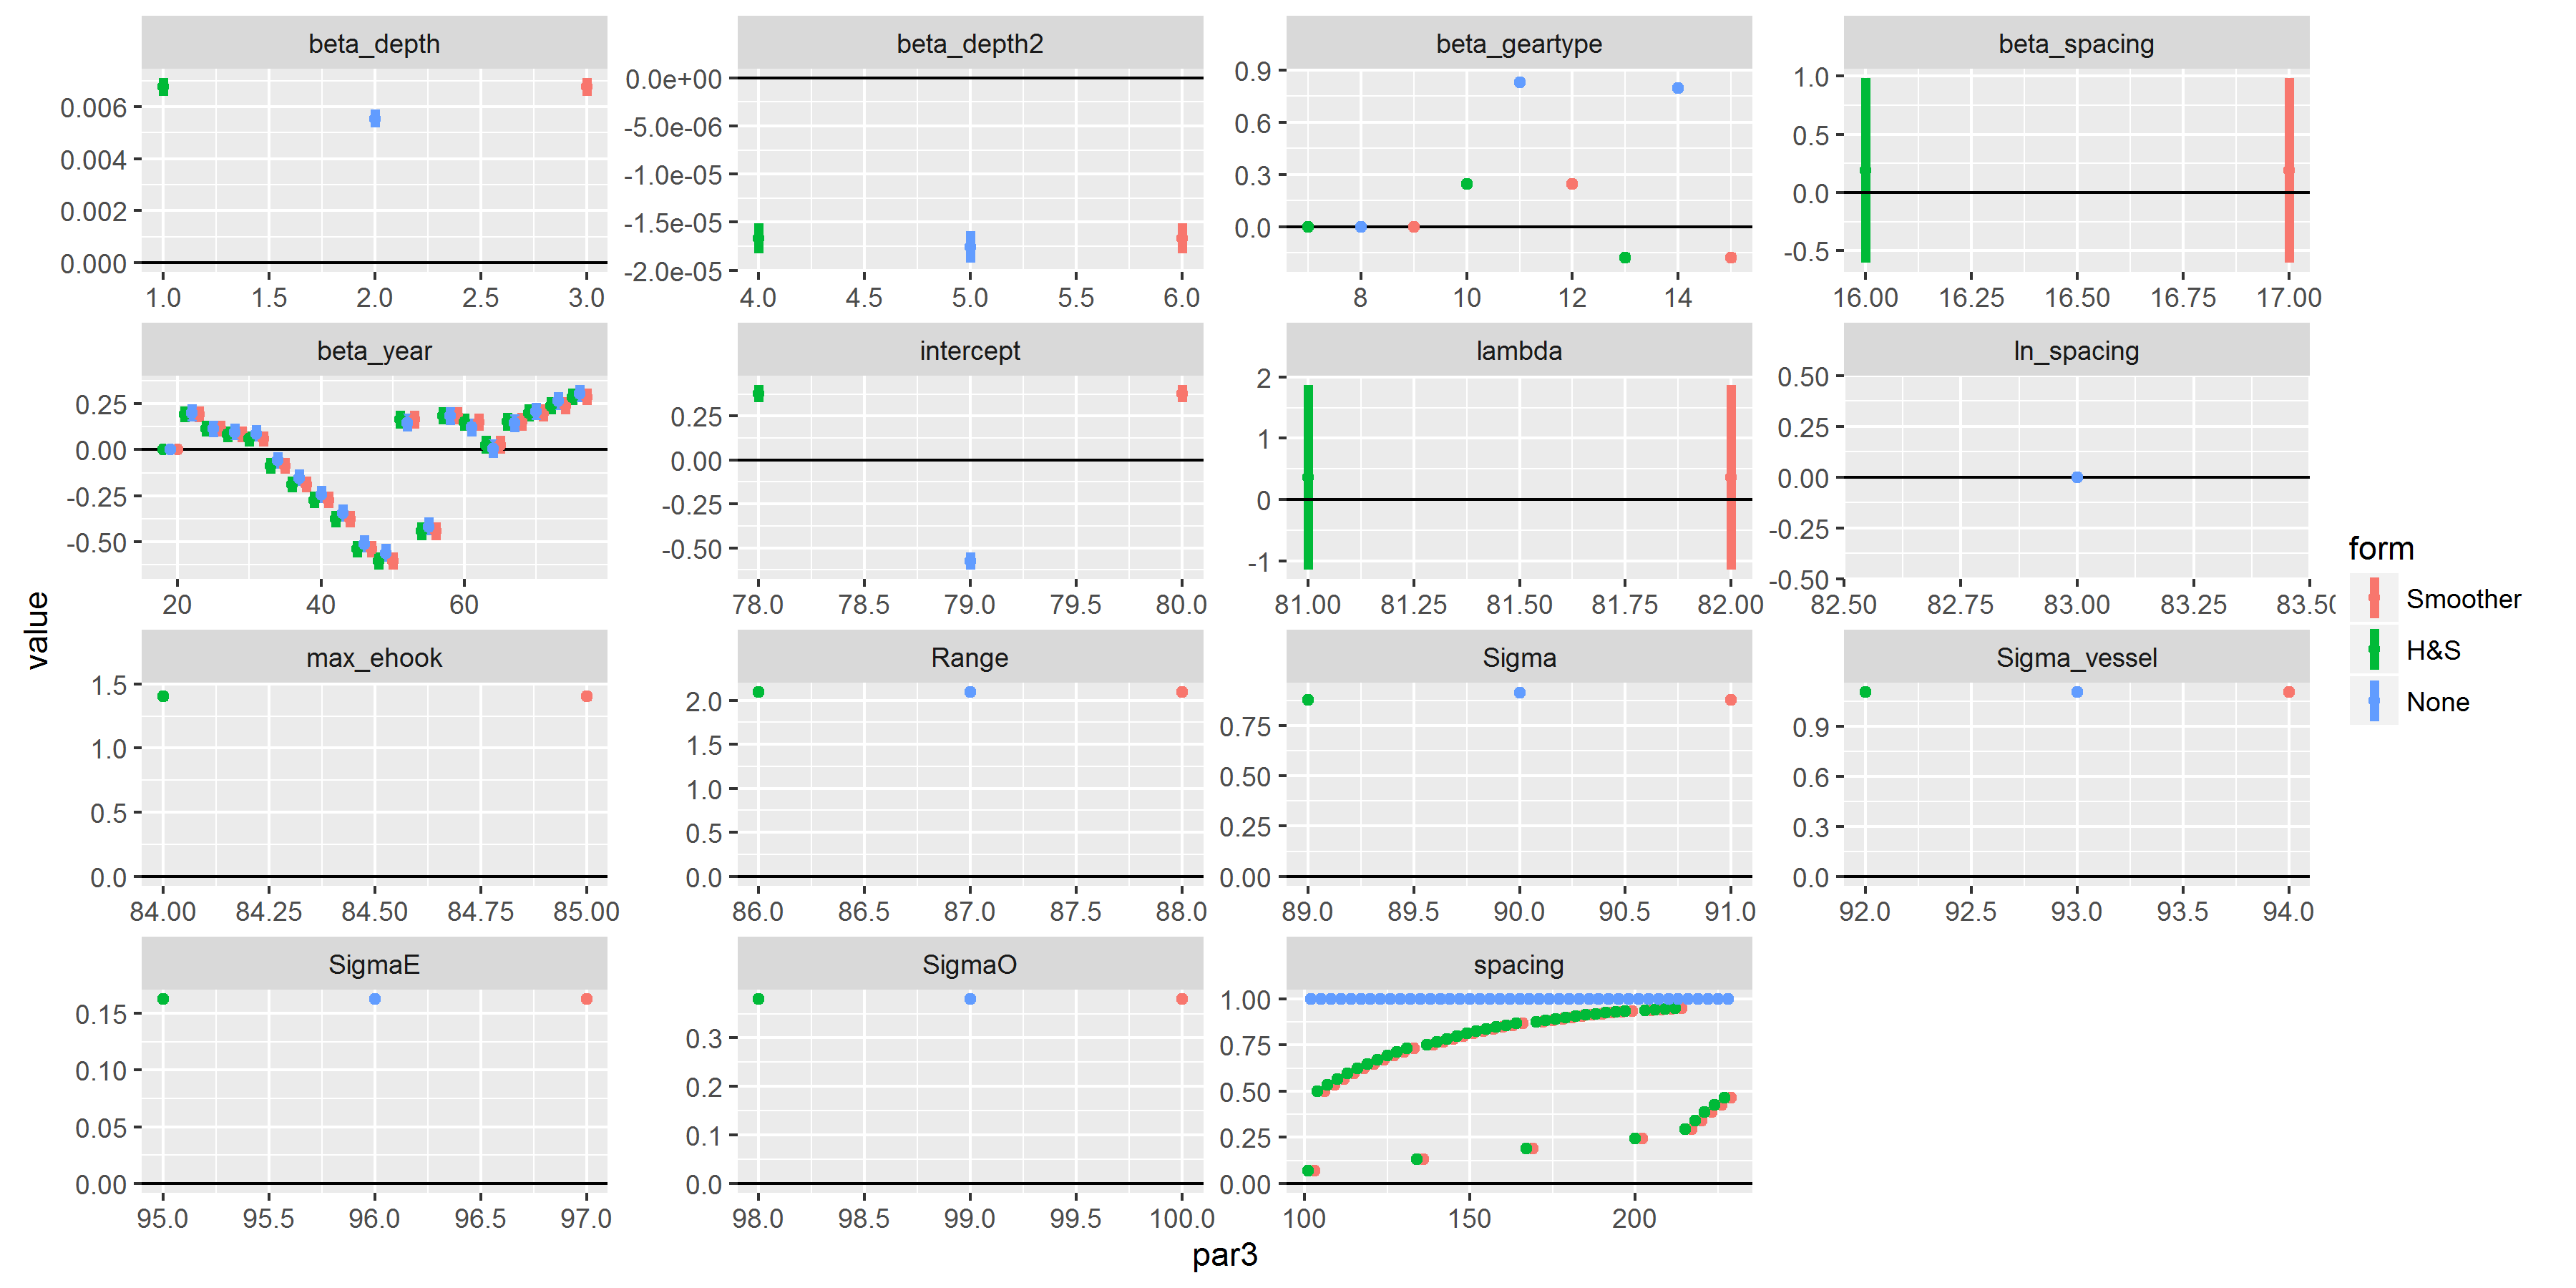 beta_depth beta_depth2 beta_geartype beta_spacing
0.006
0.004
0.002
0.000
1.0 1.5 2.0 2.5 3.0
0.0e+00
-5.0e-06
-1.0e-05
-1.5e-05
-2.0e-05
4.0 4.5 5.0 5.5 6.0
0.9
0.6
0.3
0.0
8 10 12 14
1.0
0.5
0.0
-0.5
16.00 16.25 16.50 16.75 17.00
beta_year intercept lambda ln_spacing
0.25
0.00
-0.25
-0.50
20 40 60
0.25
0.00
-0.25
-0.50
78.0 78.5 79.0 79.5 80.0
2
1
0
-1
81.00 81.25 81.50 81.75 82.00
0.50
0.25
0.00
-0.25
-0.50
82.50 82.75 83.00 83.25 83.50
max_ehook Range Sigma Sigma_vessel
1.5
1.0
0.5
0.0
84.00 84.25 84.50 84.75 85.00
2.0
1.5
1.0
0.5
0.0
86.0 86.5 87.0 87.5 88.0
0.75
0.50
0.25
0.00
89.0 89.5 90.0 90.5 91.0
0.9
0.6
0.3
0.0
92.0 92.5 93.0 93.5 94.0
SigmaE SigmaO spacing
0.15
0.10
0.05
0.00
95.0 95.5 96.0 96.5 97.0
0.3
0.2
0.1
0.0
98.0 98.5 99.0 99.5 100.0
1.00
0.75
0.50
0.25
0.00
100 150 200
value
par3
form
Smoother
H&S
None